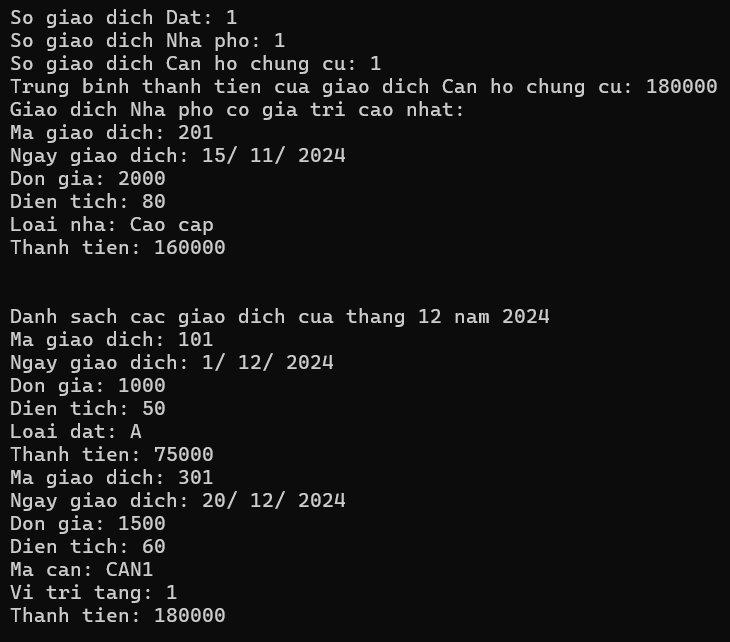 So giao dich Dat: 1
So giao dich Nha pho: 1
So giao dich Can ho chung cu: 1
Trung binh thanh tien cua giao dich Can ho chung cu: 180000
Giao dich Nha pho co gia tri cao nhat:
Ma giao dich: 201
Ngay giao dich: 15/ 11/ 2024
Don gia: 2000
Dien tich: 80
Loai nha: Cao cap
Thanh tien: 160000
Danh sach cac giao dich cua thang 12 nam 2024
Ma giao dich: 101
Ngay giao dich: 1/ 12/ 2024
Don gia: 1000
Dien tich: 50
Loai dat: A
Thanh tien: 75000
Ma giao dich: 301
Ngay giao dich: 20/ 12/ 2024
Don gia: 1500
Dien tich: 60
Ma can: CAN1
Vi tri tang: 1
Thanh tien: 180000